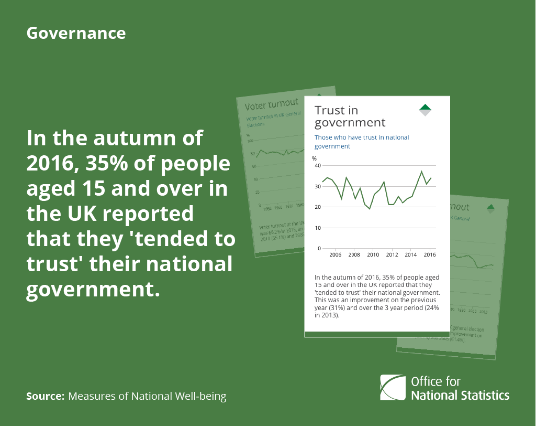 Governance
In the autumn of
2016, 35% of people
aged 15 and over in
the UK reported
that they 'tended to
trust' their national
government.
Voter turnout
Trust in
government
Those who have trust in national
government
%
40
30
20
10
0
2006 2008 2010 2012 2014 2016
In the autumn of 2016, 35% of people aged
15 and over in the UK reported that they
'tended to trust' their national government.
This was an improvement on the previous
year (31%) and over the 3 year period (24%
in 2013).
Source: Measures of National Well-being
Office for
National Statistics